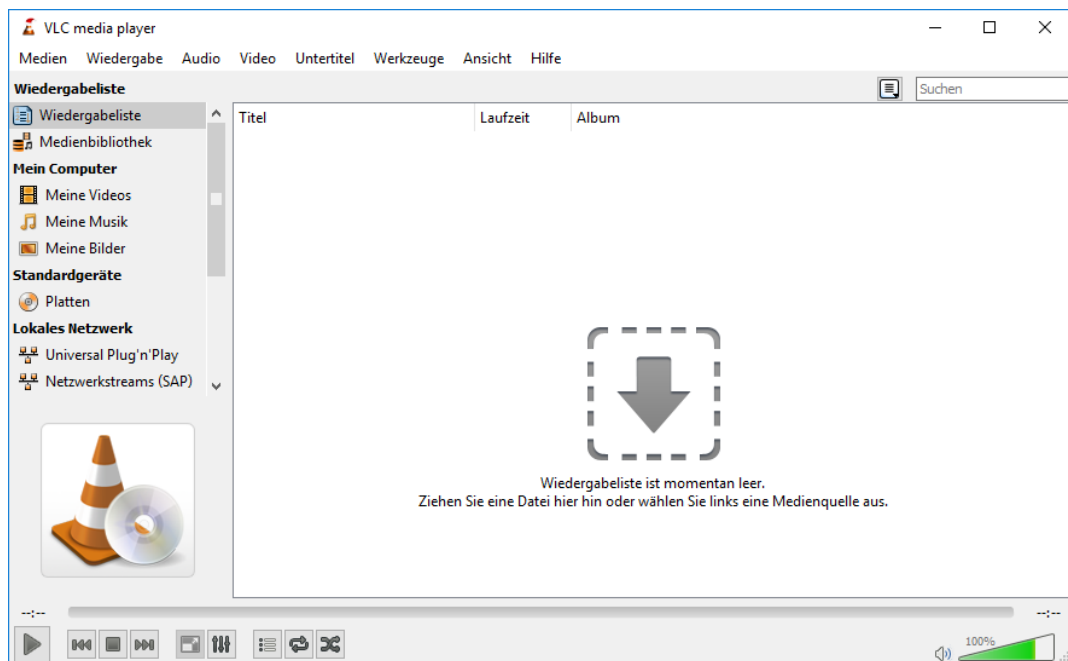 VLC media player
Medien Wiedergabe Audio Video Untertitel Werkzeuge Ansicht Hilfe
Wiedergabeliste
Suchen
Wiedergabeliste
Titel Laufzeit Album
Medienbibliothek
Mein Computer
Meine Videos
Meine Musik
Meine Bilder
Standardgeräte
Platten
Lokales Netzwerk
Universal Plug'n'Play
Netzwerkstreams (SAP)
Wiedergabeliste ist momentan leer.
Ziehen Sie eine Datei hier hin oder wählen Sie links eine Medienquelle aus.
--:-- --:--
100%